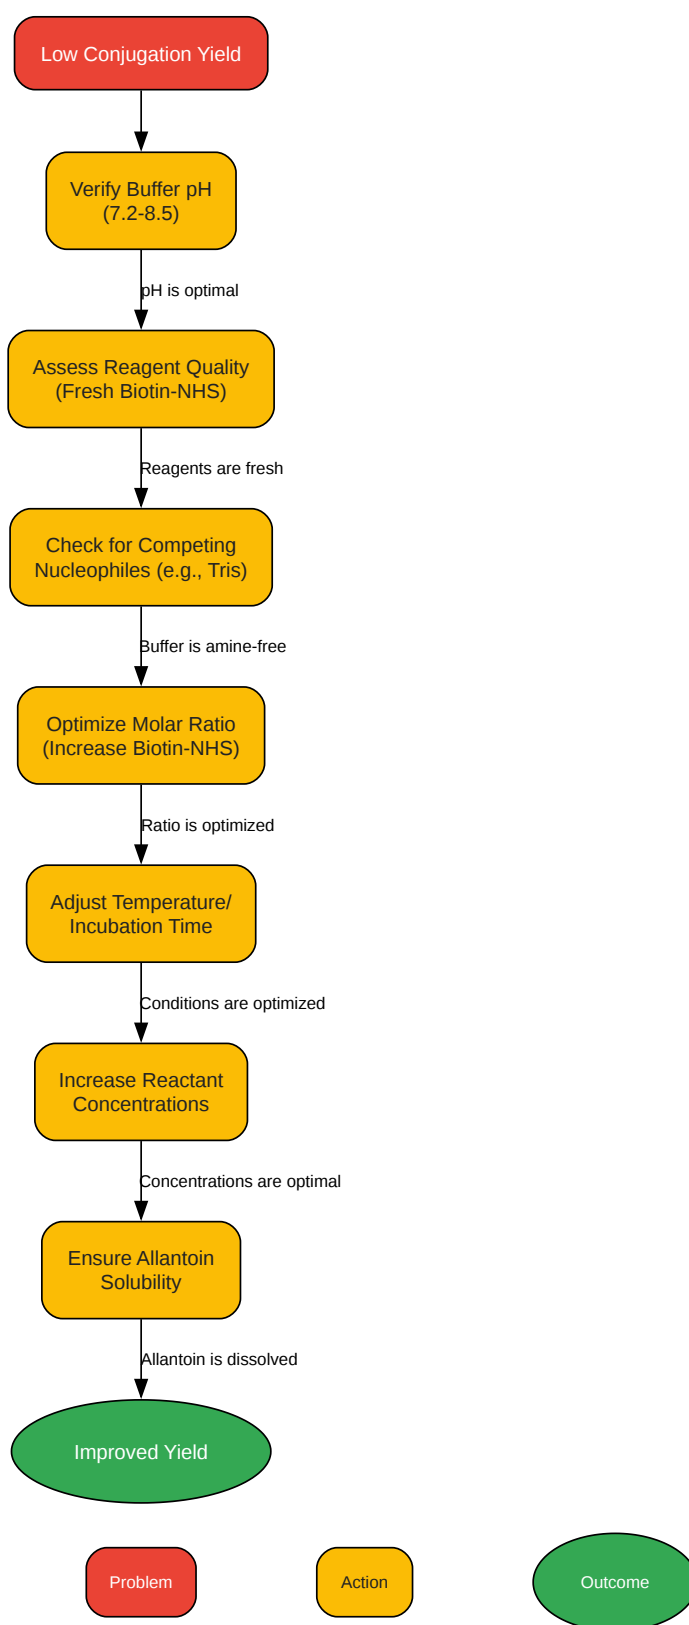 Low Conjugation Yield
Verify Buffer pH
(7.2-8.5)
pH is optimal
Assess Reagent Quality
(Fresh Biotin-NHS)
Reagents are fresh
Check for Competing
Nucleophiles (e.g., Tris)
Buffer is amine-free
Optimize Molar Ratio
(Increase Biotin-NHS)
Ratio is optimized
Adjust Temperature/
Incubation Time
Conditions are optimized
Increase Reactant
Concentrations
Concentrations are optimal
Ensure Allantoin
Solubility
Allantoin is dissolved
Improved Yield
Problem
Action
Outcome